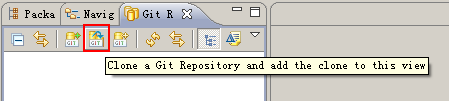 Packa Navig Git R
GIT GIT GIT
Clone a Git Repository and add the clone to this view